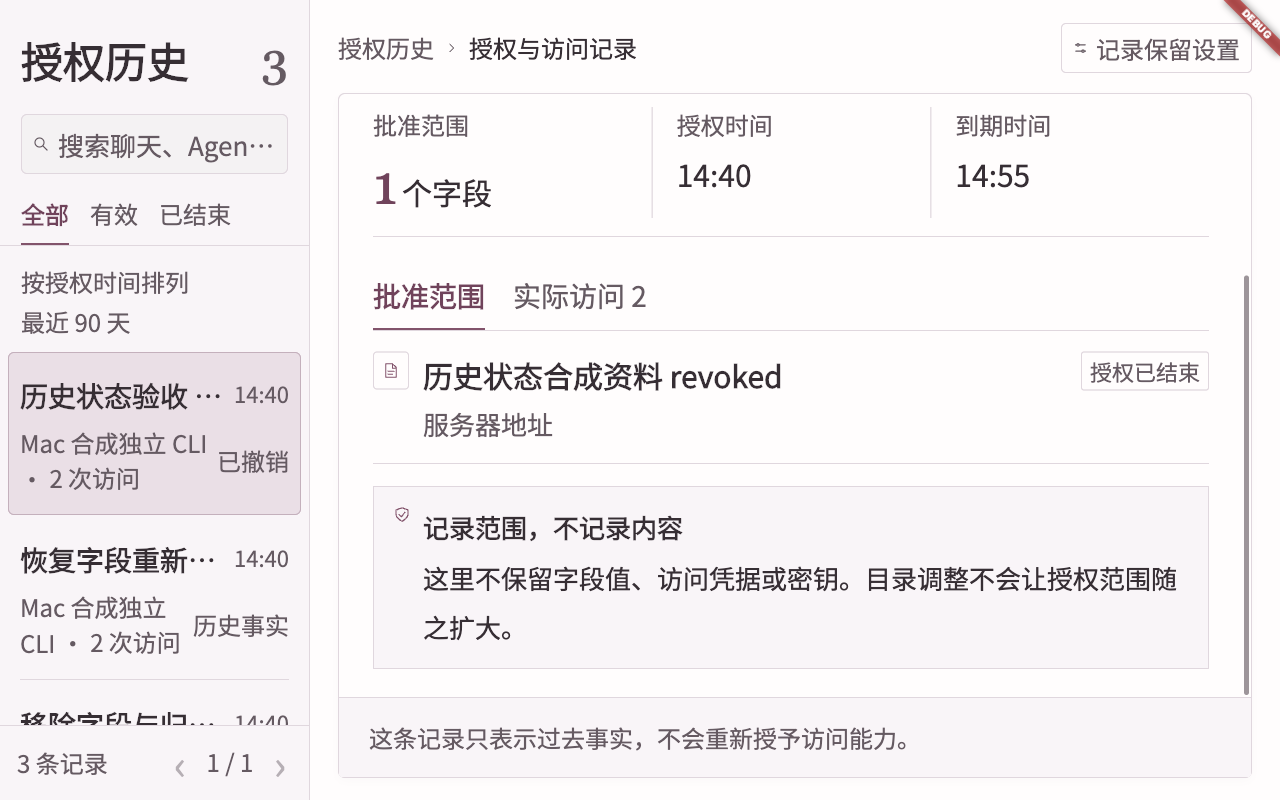 授权历史
3
搜索聊天、Agen…
全部
有效
已结束
按授权时间排列
最近 90 天
历史状态验收 …
14:40
Mac 合成独立 CLI
• 2 次访问
已撤销
恢复字段重新…
14:40
Mac 合成独立
CLI • 2 次访问
历史事实
移除字段与归…
14:40
3 条记录
‹ 1 / 1 ›
授权历史 › 授权与访问记录
记录保留设置
DEBUG
批准范围
1 个字段
授权时间
14:40
到期时间
14:55
批准范围
实际访问 2
历史状态合成资料 revoked
授权已结束
服务器地址
记录范围，不记录内容
这里不保留字段值、访问凭据或密钥。目录调整不会让授权范围随
之扩大。
这条记录只表示过去事实，不会重新授予访问能力。